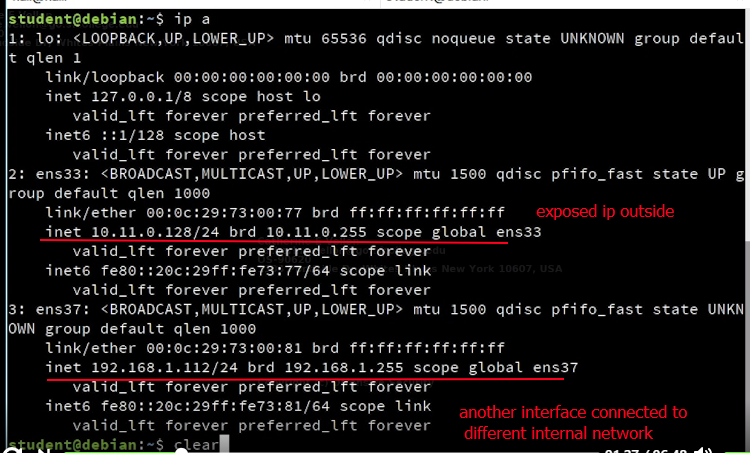 student@debian:~$ ip a
1: lo: <LOOPBACK,UP,LOWER_UP> mtu 65536 qdisc noqueue state UNKNOWN group defaul
t qlen 1
link/loopback 00:00:00:00:00:00 brd 00:00:00:00:00:00
inet 127.0.0.1/8 scope host lo
valid_lft forever preferred_lft forever
inet6 ::1/128 scope host
valid_lft forever preferred_lft forever
2: ens33: <BROADCAST,MULTICAST,UP,LOWER_UP> mtu 1500 qdisc pfifo_fast state UP g
roup default qlen 1000
link/ether 00:0c:29:73:00:77 brd ff:ff:ff:ff:ff:ff
exposed ip outside
inet 10.11.0.128/24 brd 10.11.0.255 scope global ens33
valid_lft forever preferred_lft forever
inet6 fe80::20c:29ff:fe73:77/64 scope link
New York 10607, USA
valid_lft forever preferred_lft forever
3: ens37: <BROADCAST,MULTICAST,UP,LOWER_UP> mtu 1500 qdisc pfifo_fast state UNKN
OWN group default qlen 1000
link/ether 00:0c:29:73:00:81 brd ff:ff:ff:ff:ff:ff
inet 192.168.1.112/24 brd 192.168.1.255 scope global ens37
valid_lft forever preferred_lft forever
inet6 fe80::20c:29ff:fe73:81/64 scope link
valid_lft forever preferred_lft forever
another interface connected to
different internal network
student@debian:~$ clear